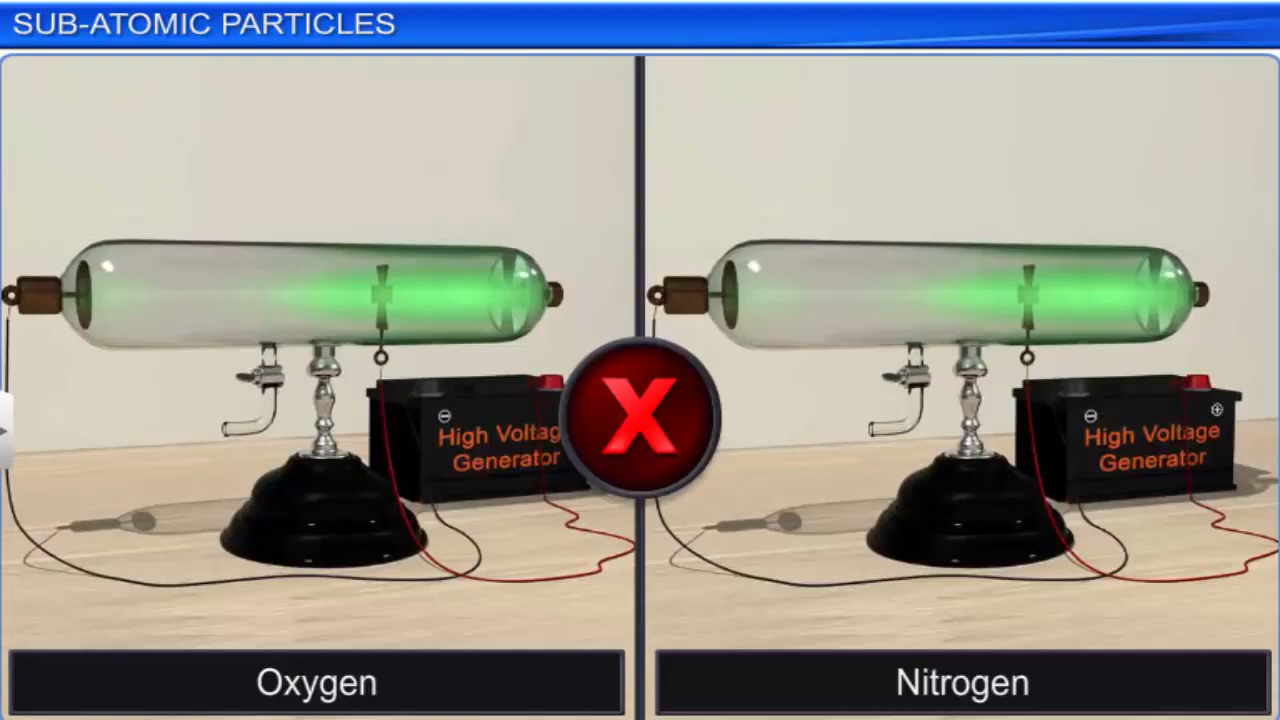 SUB-ATOMIC PARTICLES
High Voltag
Generator
X
High Voltage
Generator
Oxygen
Nitrogen